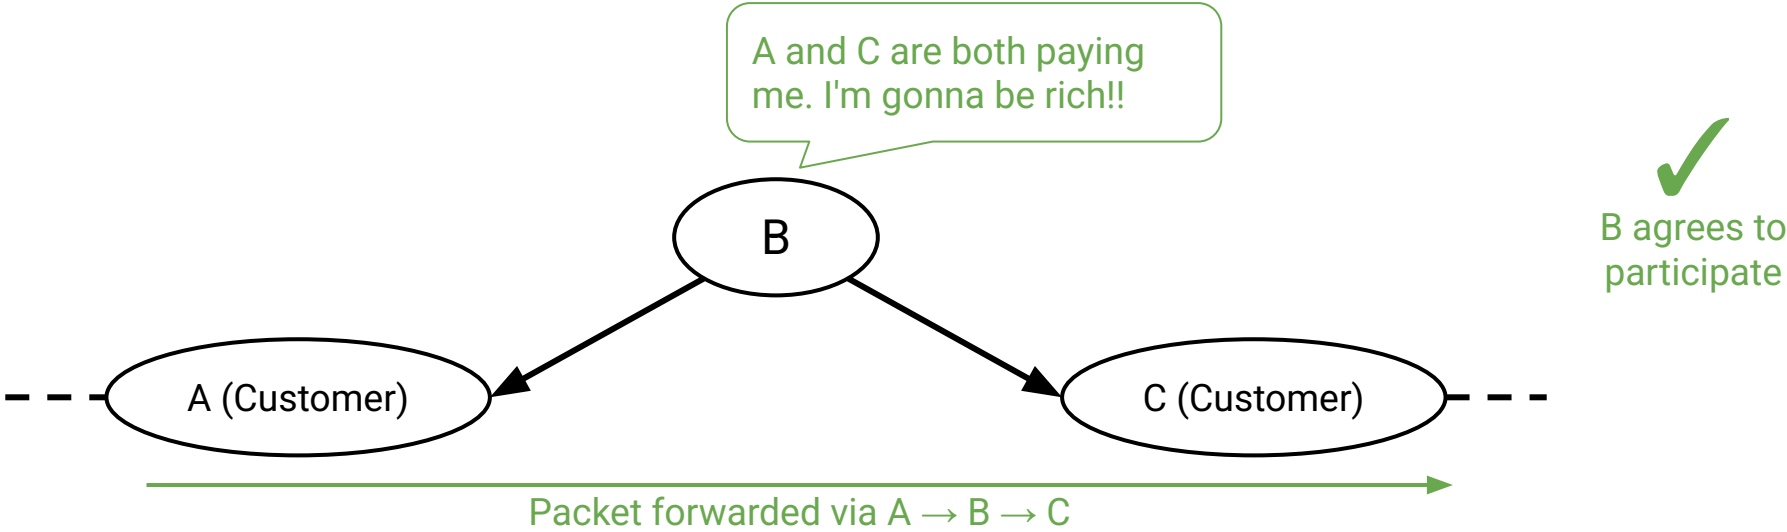 A and C are both paying
me. I'm gonna be rich!!
B
B agrees to
participate
A (Customer)
C (Customer)
Packet forwarded via A → B → C